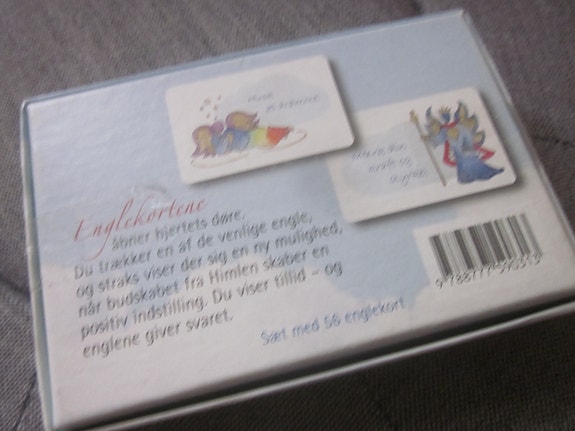 Englekortene
åbner hjertets døre.
Du trækker en af de venlige engle,
og straks viser der sig en ny mulighed,
når budskabet fra Himlen skaber en
positiv indstilling. Du viser tillid – og
englene giver svaret.
Sæt med 56 englekort